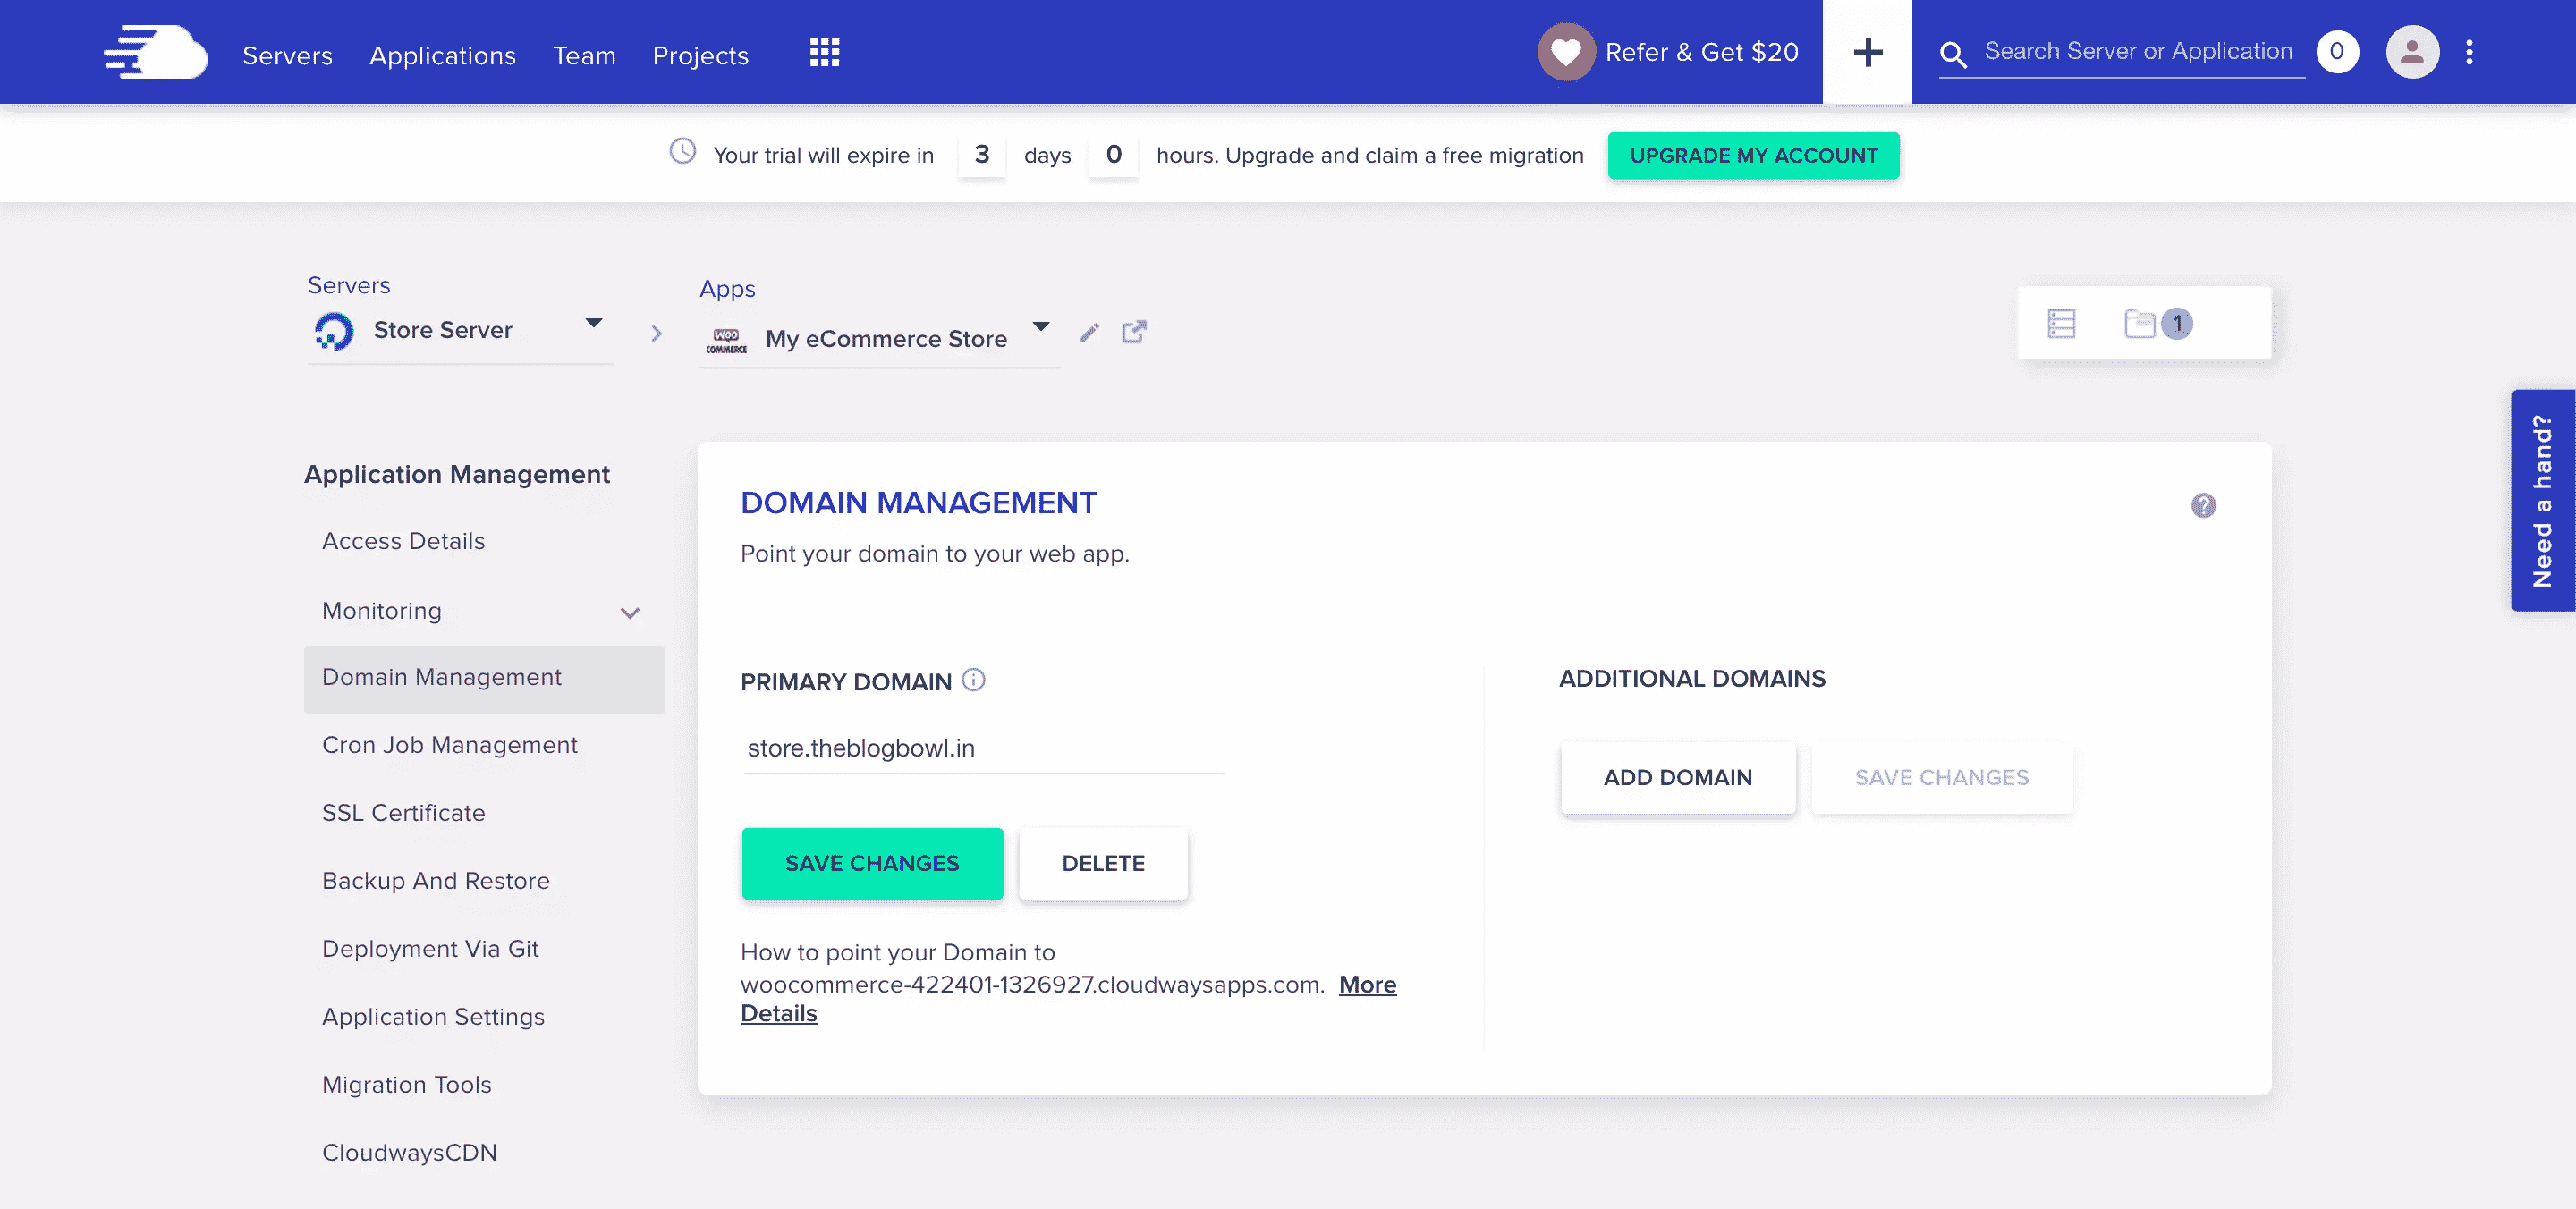 Servers Applications Team Projects Refer & Get $20 Search Server or Application 0
Your trial will expire in 3 days 0 hours. Upgrade and claim a free migration UPGRADE MY ACCOUNT
Servers
Store Server
Apps
WOO
COMMERCE
My eCommerce Store
1
Need a hand?
Application Management
Access Details
Monitoring
Domain Management
Cron Job Management
SSL Certificate
Backup And Restore
Deployment Via Git
Application Settings
Migration Tools
CloudwaysCDN
DOMAIN MANAGEMENT
Point your domain to your web app.
PRIMARY DOMAIN
store.theblogbowl.in
SAVE CHANGES DELETE
How to point your Domain to
woocommerce-422401-1326927.cloudwaysapps.com. More
Details
ADDITIONAL DOMAINS
ADD DOMAIN SAVE CHANGES